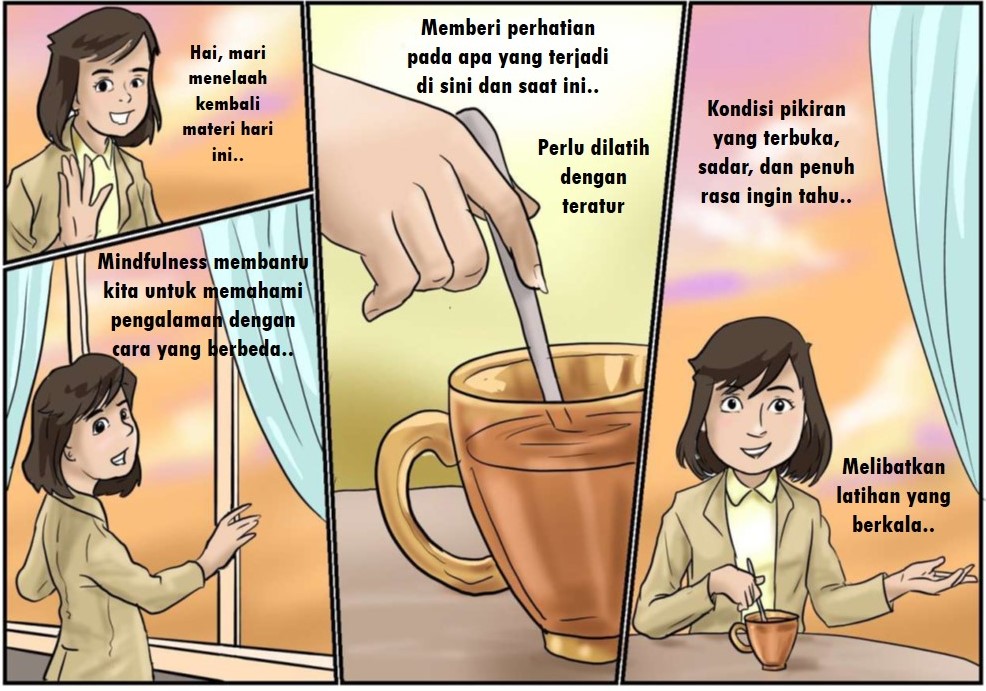 Hai, mari
menelaah
kembali
materi hari
ini..
Mindfulness membantu
kita untuk memahami
pengalaman dengan
cara yang berbeda..
Memberi perhatian
pada apa yang terjadi
di sini dan saat ini..
Perlu dilatih
dengan
teratur
Kondisi pikiran
yang terbuka,
sadar, dan penuh
rasa ingin tahu..
Melibatkan
latihan yang
berkala..